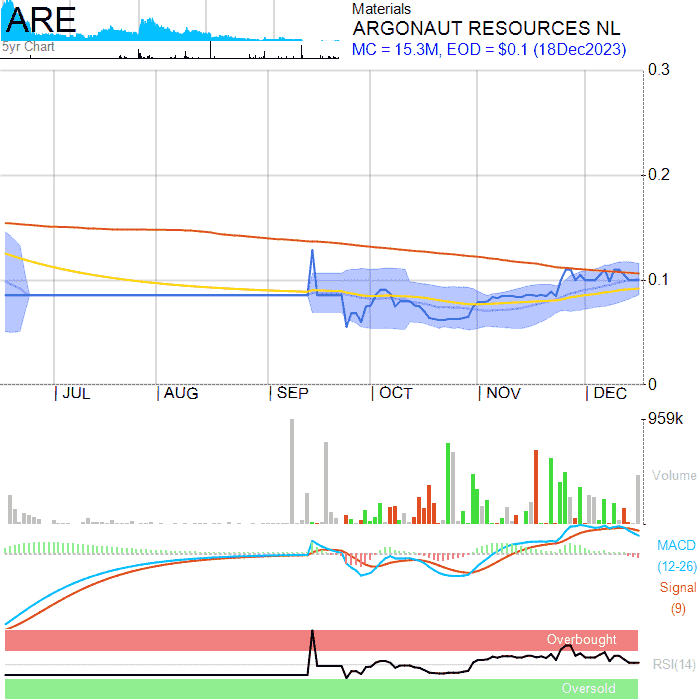 ARE
5yr Chart
Materials
ARGONAUT RESOURCES NL
MC = 15.3M, EOD = $0.1 (18Dec2023)
0.3
0.2
0.1
0
JUL
AUG
SEP
OCT
NOV
DEC
959k
Volume
MACD
(12-26)
Signal
(9)
Overbought
RSI(14)
Oversold